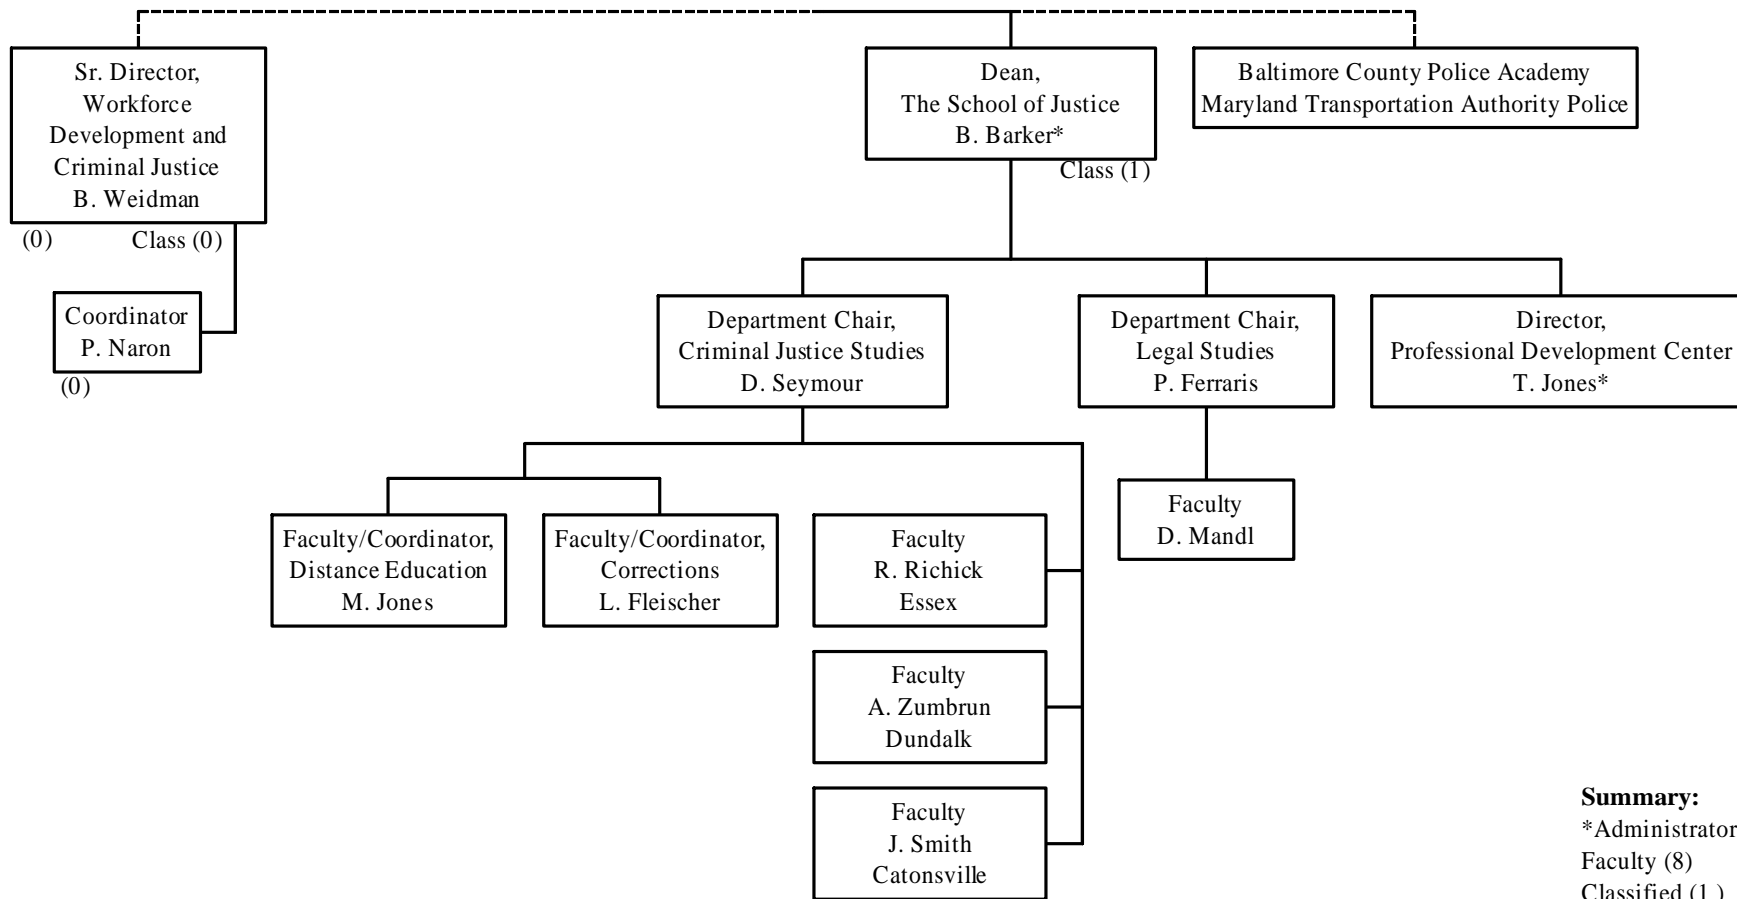 Sr. Director,
Workforce
Development and
Criminal Justice
B. Weidman
(0)
Class (0)
Coordinator
P. Naron
(0)
Dean,
The School of Justice
B. Barker*
Class (1)
Baltimore County Police Academy
Maryland Transportation Authority Police
Department Chair,
Criminal Justice Studies
D. Seymour
Department Chair,
Legal Studies
P. Ferraris
Director,
Professional Development Center
T. Jones*
Faculty/Coordinator,
Distance Education
M. Jones
Faculty/Coordinator,
Corrections
L. Fleischer
Faculty
R. Richick
Essex
Faculty
A. Zumbrun
Dundalk
Faculty
J. Smith
Catonsville
Faculty
D. Mandl
Summary:
*Administrator
Faculty (8)
Classified (1 )